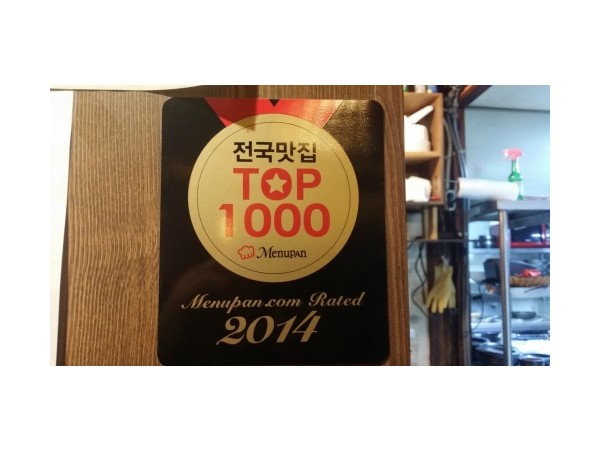 전국맛집
TOP
1000
Menupan
Menupan.com Rated
2014